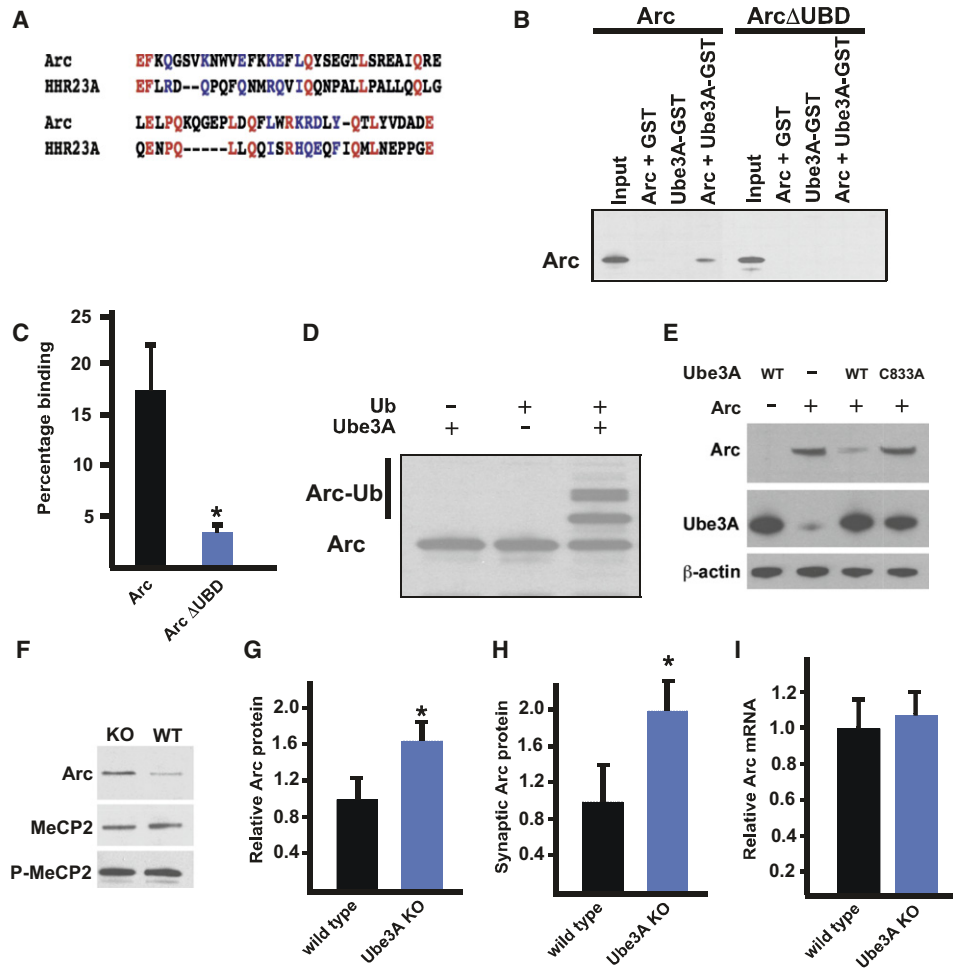 A
Arc EFKQGSVKNWVEFKKEFLQYSEGTLSREAIQRE
HHR23A EFLRD--QPQFQNMRQVIQQNPALLPALLQQLG
Arc LELPQKQGEPLDQFLWRKRDLY-QTLYVDADE
HHR23A QENPQ-----LLQQISRHQEQFIQMLNEPPGE
B
Arc ArcΔUBD
Input
Arc + GST
Ube3A-GST
Arc + Ube3A-GST
Input
Arc + GST
Ube3A-GST
Arc + Ube3A-GST
Arc
C
Percentage binding
25
20
15
10
5
*
Arc
Arc ΔUBD
D
Ub – + +
Ube3A + – +
Arc-Ub
Arc
E
Ube3A WT – WT C833A
Arc – + + +
Arc
Ube3A
β-actin
F
KO WT
Arc
MeCP2
P-MeCP2
G
Relative Arc protein
2.0
1.6
1.2
0.8
0.4
*
wild type
Ube3A KO
H
Synaptic Arc protein
2.0
1.6
1.2
0.8
0.4
*
wild type
Ube3A KO
I
Relative Arc mRNA
1.2
1.0
0.8
0.6
0.4
0.2
wild type
Ube3A KO